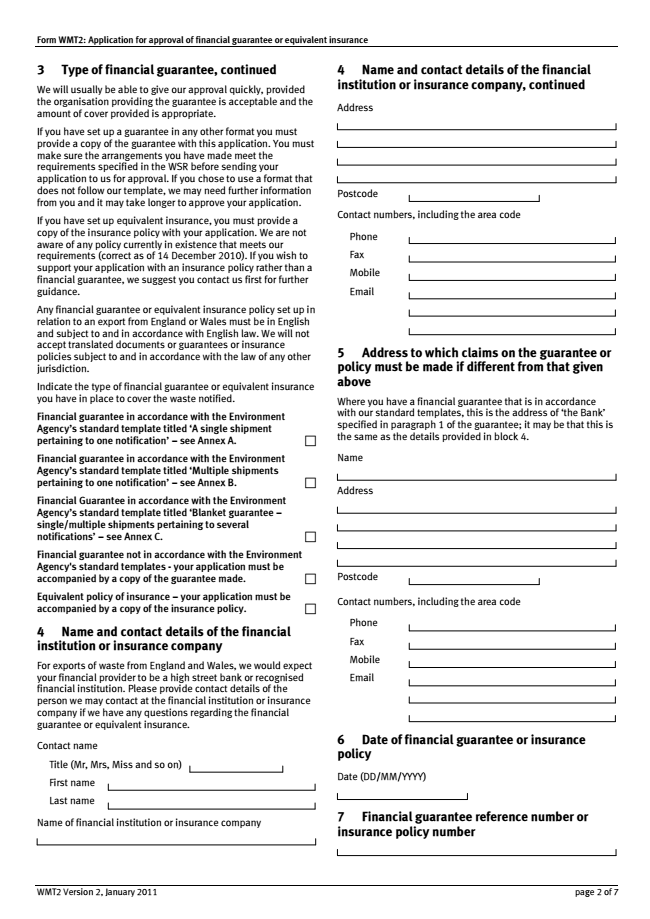 Form WMT2: Application for approval of financial guarantee or equivalent insurance
3 Type of financial guarantee, continued
We will usually be able to give our approval quickly, provided
the organisation providing the guarantee is acceptable and the
amount of cover provided is appropriate.
If you have set up a guarantee in any other format you must
provide a copy of the guarantee with this application. You must
make sure the arrangements you have made meet the
requirements specified in the WSR before sending your
application to us for approval. If you chose to use a format that
does not follow our template, we may need further information
from you and it may take longer to approve your application.
If you have set up equivalent insurance, you must provide a
copy of the insurance policy with your application. We are not
aware of any policy currently in existence that meets our
requirements (correct as of 14 December 2010). If you wish to
support your application with an insurance policy rather than a
financial guarantee, we suggest you contact us first for further
guidance.
Any financial guarantee or equivalent insurance policy set up in
relation to an export from England or Wales must be in English
and subject to and in accordance with English law. We will not
accept translated documents or guarantees or insurance
policies subject to and in accordance with the law of any other
jurisdiction.
Indicate the type of financial guarantee or equivalent insurance
you have in place to cover the waste notified.
Financial guarantee in accordance with the Environment
Agency's standard template titled 'A single shipment
pertaining to one notification' – see Annex A.
Financial guarantee in accordance with the Environment
Agency's standard template titled 'Multiple shipments
pertaining to one notification' – see Annex B.
Financial Guarantee in accordance with the Environment
Agency's standard template titled 'Blanket guarantee –
single/multiple shipments pertaining to several
notifications' – see Annex C.
Financial guarantee not in accordance with the Environment
Agency's standard templates - your application must be
accompanied by a copy of the guarantee made.
Equivalent policy of insurance – your application must be
accompanied by a copy of the insurance policy.
4 Name and contact details of the financial
institution or insurance company
For exports of waste from England and Wales, we would expect
your financial provider to be a high street bank or recognised
financial institution. Please provide contact details of the
person we may contact at the financial institution or insurance
company if we have any questions regarding the financial
guarantee or equivalent insurance.
Contact name
Title (Mr, Mrs, Miss and so on)
First name
Last name
Name of financial institution or insurance company
4 Name and contact details of the financial
institution or insurance company, continued
Address
Postcode
Contact numbers, including the area code
Phone
Fax
Mobile
Email
5 Address to which claims on the guarantee or
policy must be made if different from that given
above
Where you have a financial guarantee that is in accordance
with our standard templates, this is the address of 'the Bank'
specified in paragraph 1 of the guarantee; it may be that this is
the same as the details provided in block 4.
Name
Address
Postcode
Contact numbers, including the area code
Phone
Fax
Mobile
Email
6 Date of financial guarantee or insurance
policy
Date (DD/MM/YYYY)
7 Financial guarantee reference number or
insurance policy number
WMT2 Version 2, January 2011
page 2 of 7